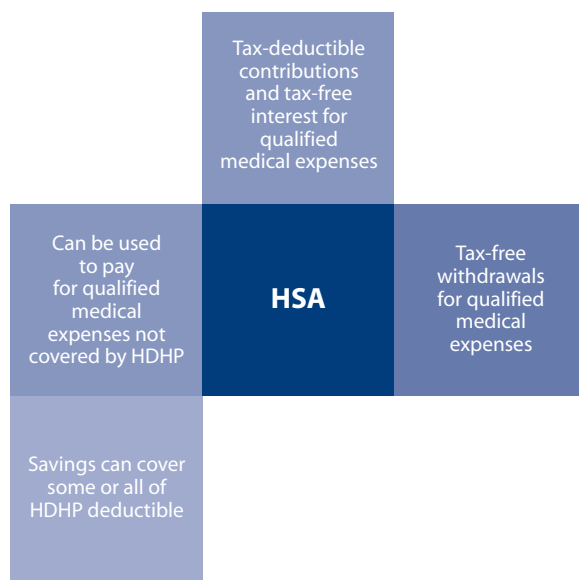 Tax-deductible
contributions
and tax-free
interest for
qualified
medical expenses
Can be used
to pay
for qualified
medical
expenses not
covered by HDHP
HSA
Tax-free
withdrawals
for qualified
medical
expenses
Savings can cover
some or all of
HDHP deductible